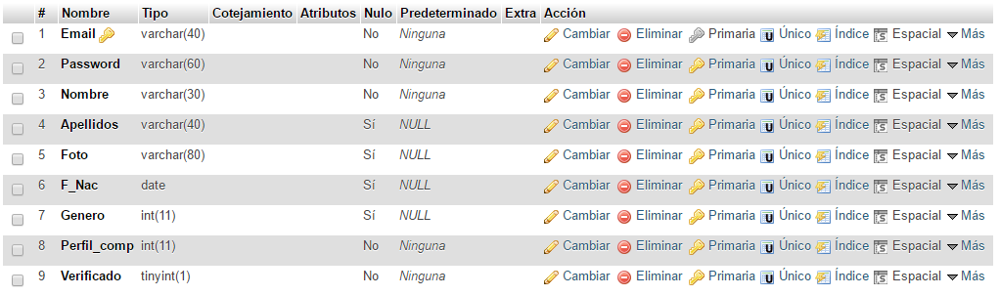 # Nombre Tipo Cotejamiento Atributos Nulo Predeterminado Extra Acción
1 Email varchar(40) No Ninguna Cambiar Eliminar Primaria Único Índice Espacial Más
2 Password varchar(60) No Ninguna Cambiar Eliminar Primaria Único Índice Espacial Más
3 Nombre varchar(30) No Ninguna Cambiar Eliminar Primaria Único Índice Espacial Más
4 Apellidos varchar(40) Sí NULL Cambiar Eliminar Primaria Único Índice Espacial Más
5 Foto varchar(80) Sí NULL Cambiar Eliminar Primaria Único Índice Espacial Más
6 F_Nac date Sí NULL Cambiar Eliminar Primaria Único Índice Espacial Más
7 Genero int(11) Sí NULL Cambiar Eliminar Primaria Único Índice Espacial Más
8 Perfil_comp int(11) No Ninguna Cambiar Eliminar Primaria Único Índice Espacial Más
9 Verificado tinyint(1) No Ninguna Cambiar Eliminar Primaria Único Índice Espacial Más